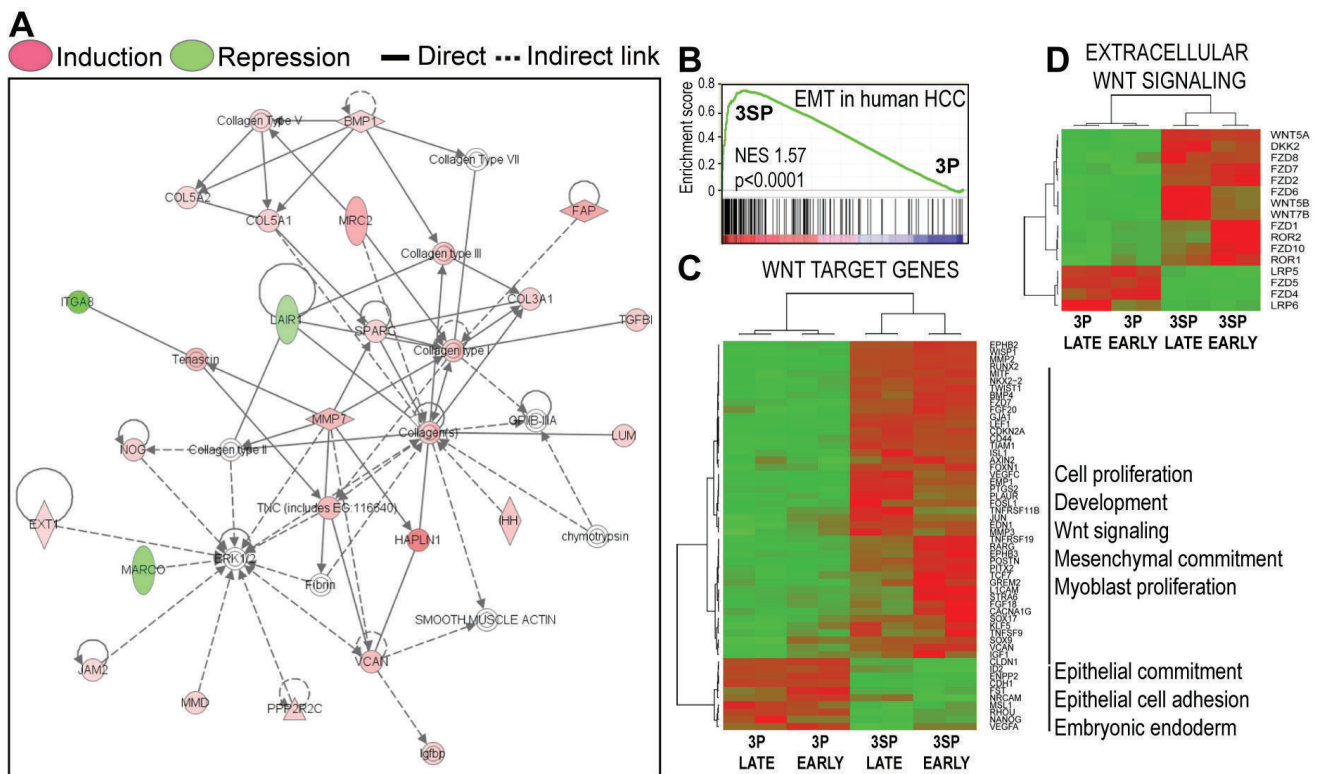 A
Induction Repression Direct Indirect link
Collagen Type V
BMP1
Collagen Type VII
COL5A2
COL5A1
MRC2
FAP
Collagen type III
ITGA8
LAIR1
SPARC
COL3A1
TGFBI
Tenascin
Collagen type I
MMP7
GPIIB-IIIA
NOG
Collagen type II
Collagen(s)
LUM
EXT1
TNC (includes EG:116640)
IHH
HAPLN1
chymotrypsin
MARCO
ERK1/2
Fibrin
SMOOTH MUSCLE ACTIN
JAM2
VCAN
MMD
PPP2R2C
Igfbp
B
Enrichment score
0.8
0.6
0.4
0.2
0
EMT in human HCC
3SP
3P
NES 1.57
p<0.0001
C
WNT TARGET GENES
EPHB2
WISP1
MMP2
RUNX2
MITF
NKX2-2
TWIST1
BMP4
FZD7
FGF20
GJA1
LEF1
CDKN2A
CD44
TIAM1
ISL1
AXIN2
FOXN1
VEGFC
EMP1
PTGS2
PLAUR
FOSL1
TNFRSF11B
JUN
EDN1
MMP3
TNFRSF19
RARG
EPHB3
POSTN
PITX2
TCF7
GREM2
L1CAM
STRA6
FGF18
CACNA1G
SOX17
KLF5
TNFSF9
SOX9
VCAN
IGF1
CLDN1
ID2
ENPP2
CDH1
FST
NRCAM
MSL1
RHOU
NANOG
VEGFA
3P 3P 3SP 3SP
LATE EARLY LATE EARLY
Cell proliferation
Development
Wnt signaling
Mesenchymal commitment
Myoblast proliferation
Epithelial commitment
Epithelial cell adhesion
Embryonic endoderm
D
EXTRACELLULAR
WNT SIGNALING
WNT5A
DKK2
FZD8
FZD7
FZD2
FZD6
WNT5B
WNT7B
FZD1
ROR2
FZD10
ROR1
LRP5
FZD5
FZD4
LRP6
3P 3P 3SP 3SP
LATE EARLY LATE EARLY